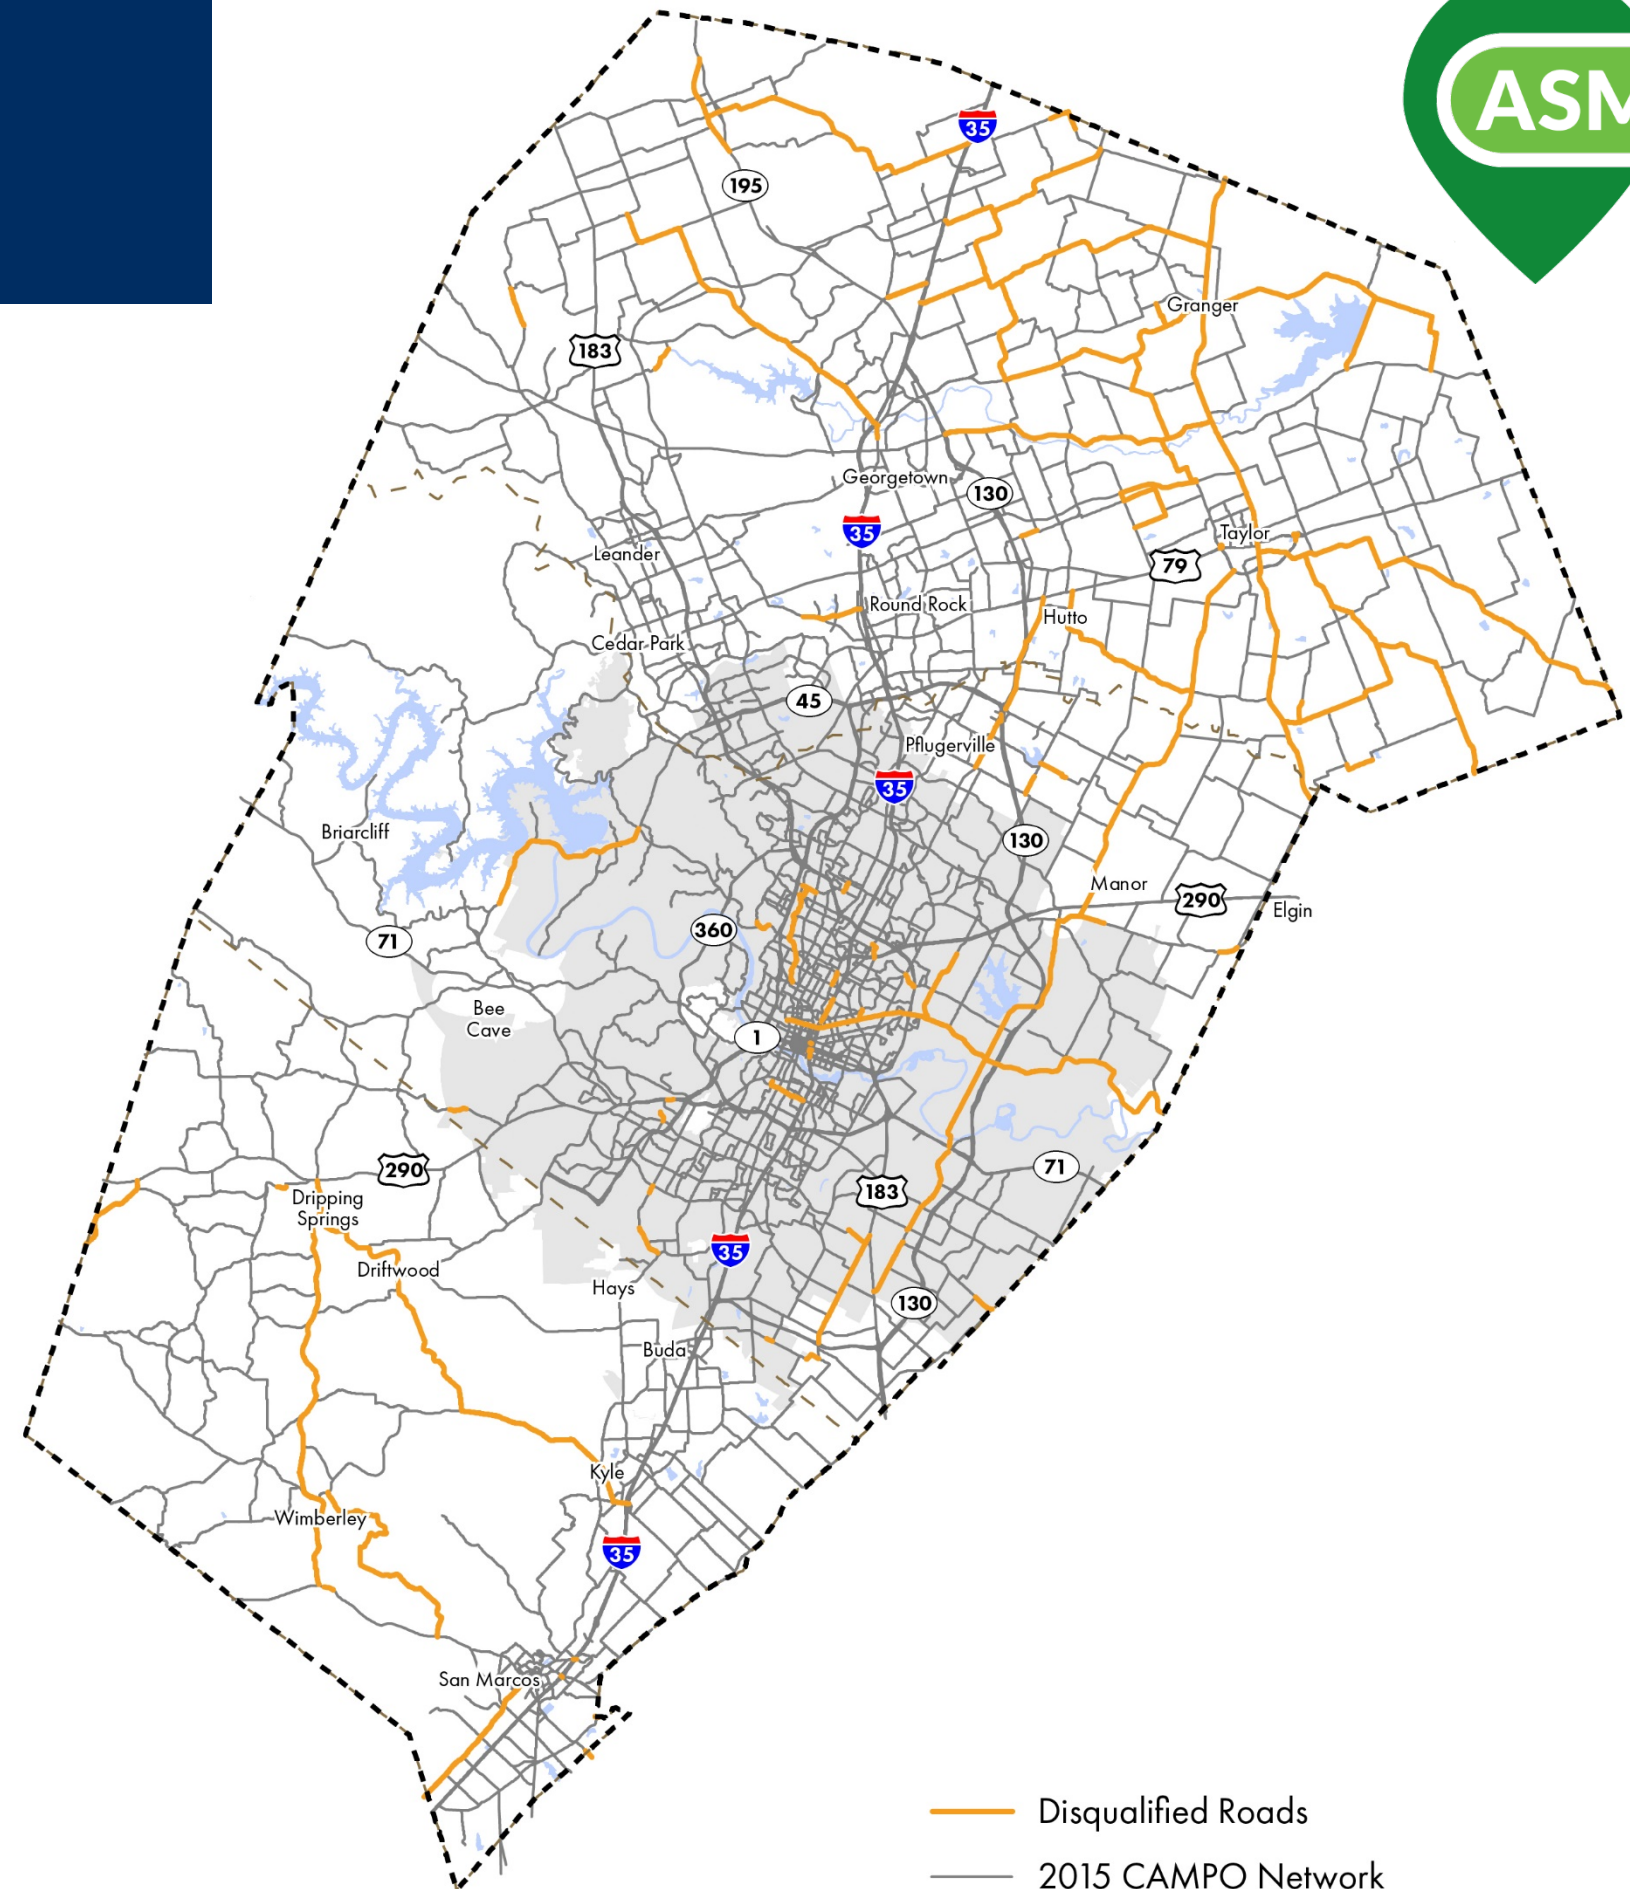 ASM
35
195
Granger
183
Georgetown
130
35
Taylor
Leander
79
Round Rock
Hutto
Cedar Park
45
Pflugerville
35
Briarcliff
130
Manor
290
Elgin
360
71
Bee
Cave
1
71
290
183
Dripping
Springs
35
Driftwood
Hays
130
Buda
Kyle
Wimberley
35
San Marcos
Disqualified Roads
2015 CAMPO Network